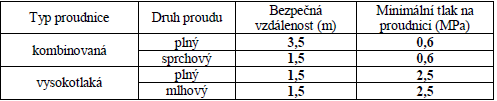 Typ proudnice Druh proudu Bezpečná vzdálenost (m) Minimální tlak na proudnici (MPa)
kombinovaná plný 3,5 0,6
sprchový 1,5 0,6
vysokotlaká plný 1,5 2,5
mlhový 1,5 2,5